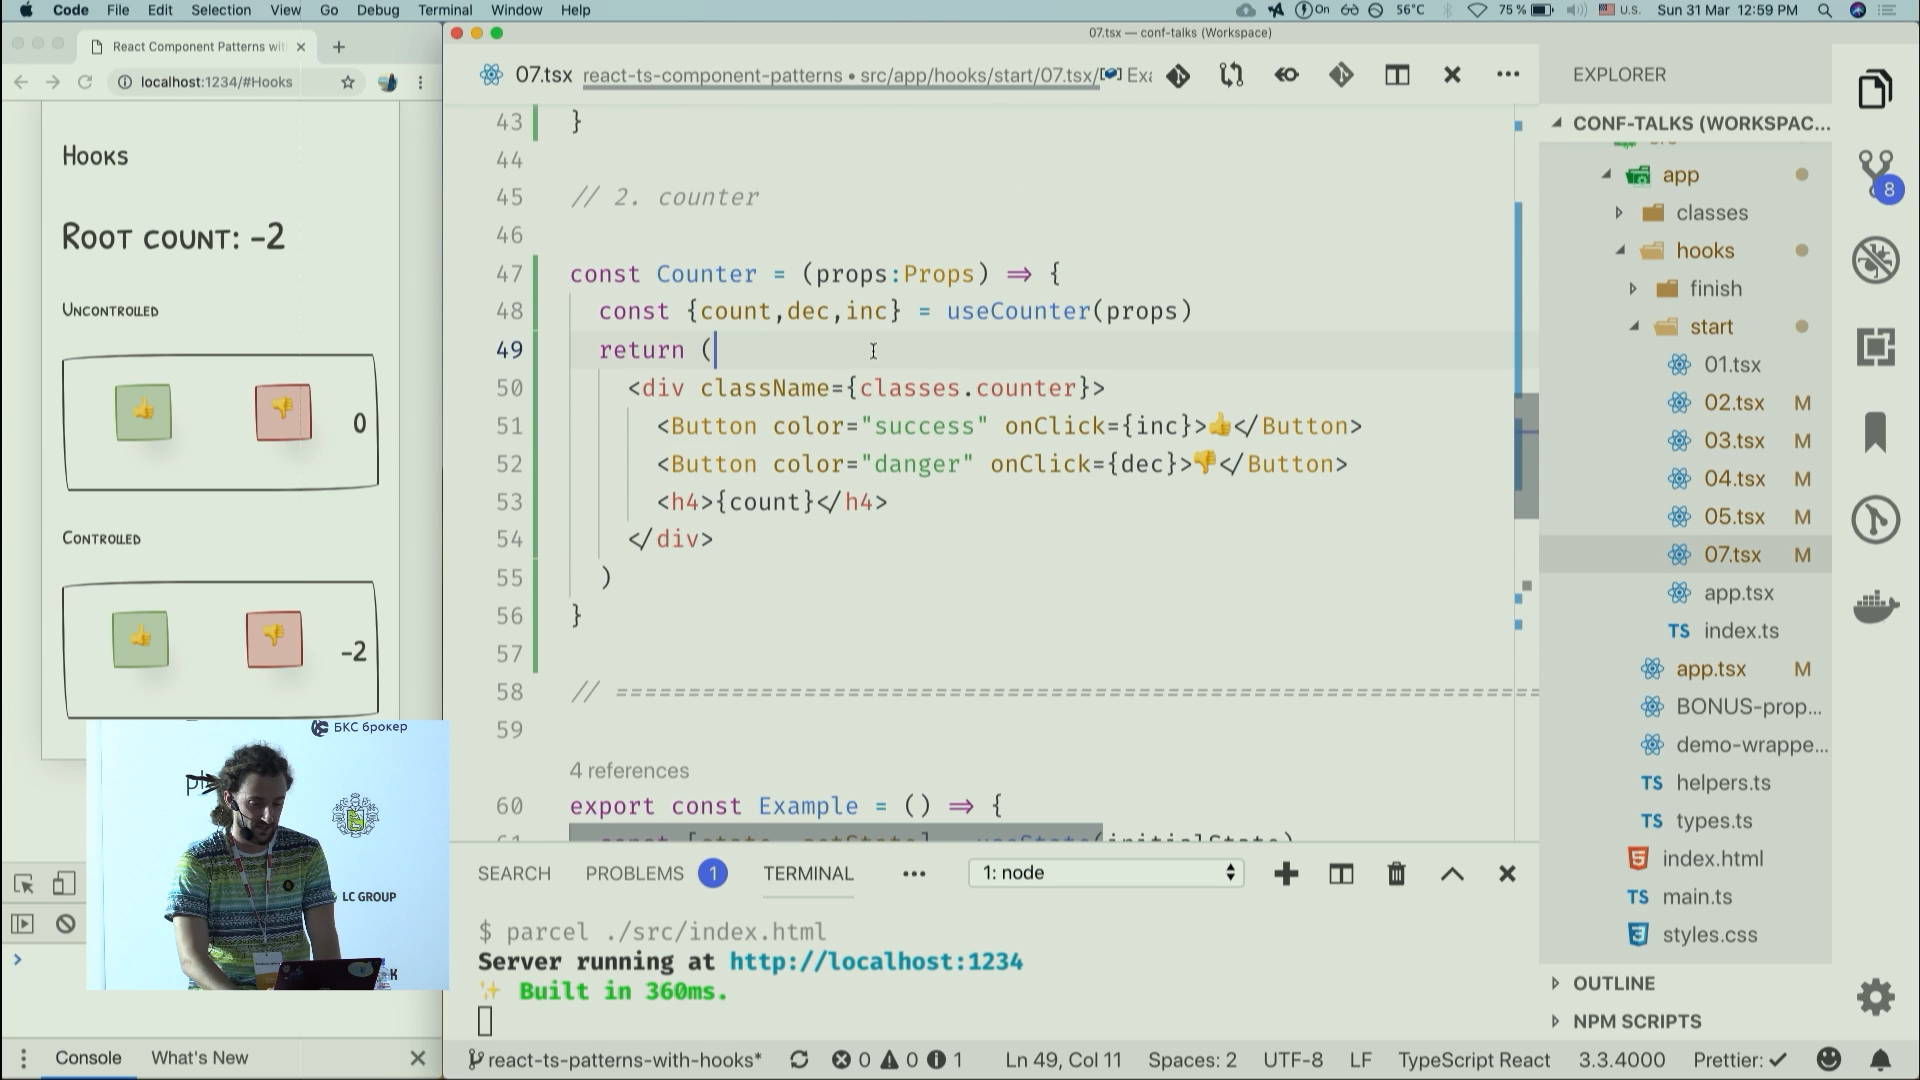 Code File Edit Selection View Go Debug Terminal Window Help
On 56°C 75% U.S. Sun 31 Mar 12:59 PM
React Component Patterns wit
localhost:1234/#Hooks
Hooks
Root count: -2
Uncontrolled
👍 👎 0
Controlled
👍 👎 -2
БКС брокер
LC GROUP
Console What's New
07.tsx — conf-talks (Workspace)
07.tsx react-ts-component-patterns • src/app/hooks/start/07.tsx/
43 }
44
45 // 2. counter
46
47 const Counter = (props:Props) => {
48 const {count,dec,inc} = useCounter(props)
49 return (
50 <div className={classes.counter}>
51 <Button color="success" onClick={inc}>👍</Button>
52 <Button color="danger" onClick={dec}>👎</Button>
53 <h4>{count}</h4>
54 </div>
55 )
56 }
57
58 // ================================================================
59
4 references
60 export const Example = () => {
SEARCH PROBLEMS 1 TERMINAL ••• 1: node
$ parcel ./src/index.html
Server running at http://localhost:1234
✨ Built in 360ms.
react-ts-patterns-with-hooks* 0 0 1 Ln 49, Col 11 Spaces: 2 UTF-8 LF TypeScript React 3.3.4000 Prettier: ✓
EXPLORER
CONF-TALKS (WORKSPAC...
app
classes
hooks
finish
start
01.tsx
02.tsx M
03.tsx M
04.tsx M
05.tsx M
07.tsx M
app.tsx
TS index.ts
app.tsx M
BONUS-prop...
demo-wrappe...
TS helpers.ts
TS types.ts
index.html
TS main.ts
styles.css
OUTLINE
NPM SCRIPTS
8